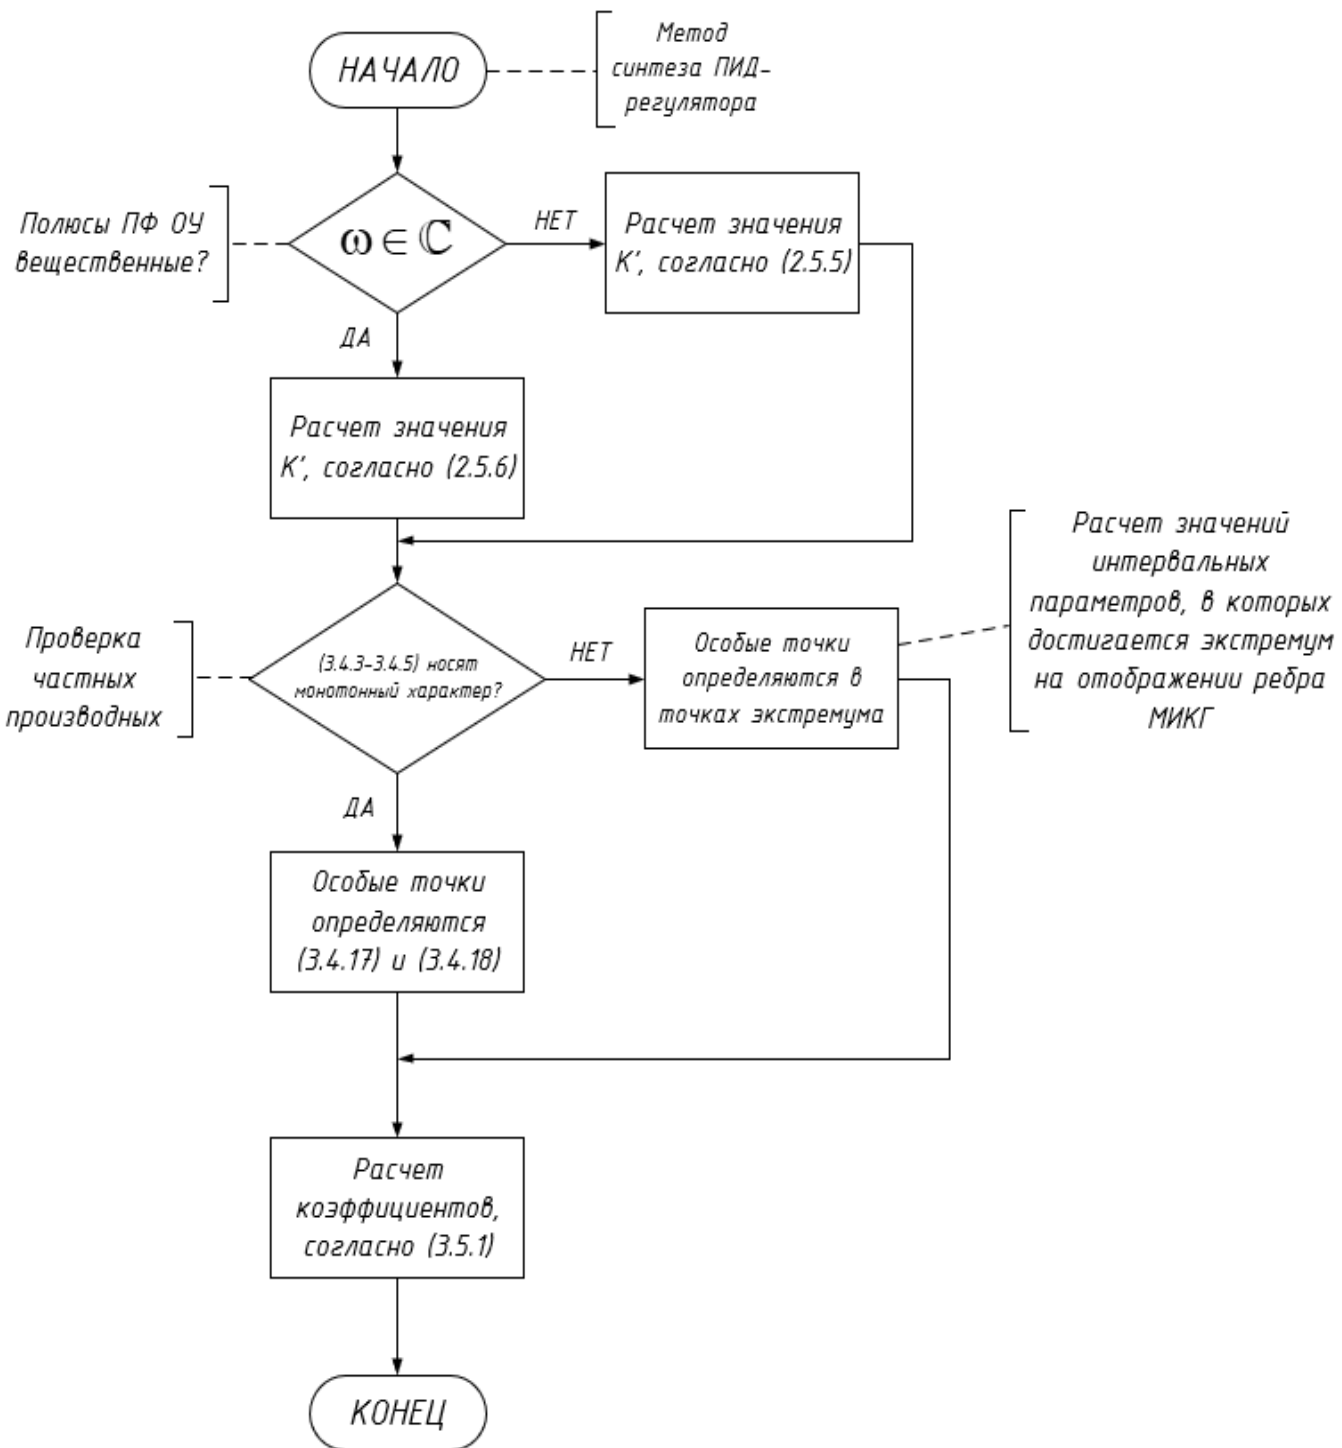 НАЧАЛО
Метод
синтеза ПИД-
регулятора
Полюсы ПФ ОУ
вещественные?
ω ∈ ℂ
НЕТ
Расчет значения
К', согласно (2.5.5)
ДА
Расчет значения
К', согласно (2.5.6)
Проверка
частных
производных
(3.4.3-3.4.5) носят
монотонный характер?
НЕТ
Особые точки
определяются в
точках экстремума
Расчет значений
интервальных
параметров, в которых
достигается экстремум
на отображении ребра
МИКГ
ДА
Особые точки
определяются
(3.4.17) и (3.4.18)
Расчет
коэффициентов,
согласно (3.5.1)
КОНЕЦ